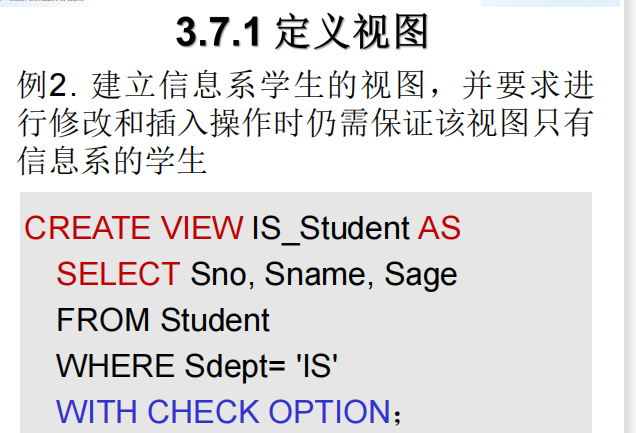 3.7.1 定义视图
例2. 建立信息系学生的视图，并要求进
行修改和插入操作时仍需保证该视图只有
信息系的学生
CREATE VIEW IS_Student AS
SELECT Sno, Sname, Sage
FROM Student
WHERE Sdept= 'IS'
WITH CHECK OPTION；